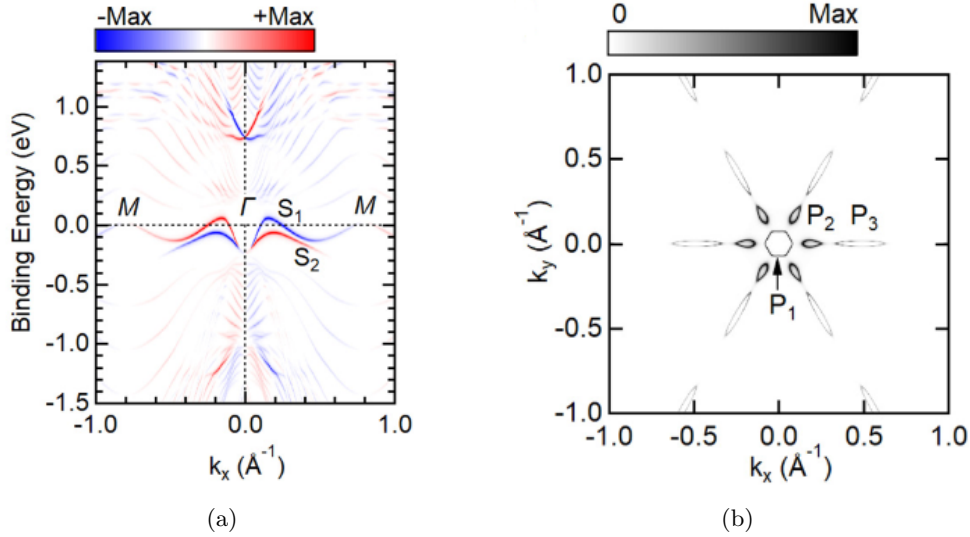 -Max +Max
1.0
0.5
0.0
-0.5
-1.0
-1.5
Binding Energy (eV)
M Γ M
S1
S2
-1.0 0.0 1.0
kx (Å-1)
(a)
0 Max
1.0
0.5
0.0
-0.5
-1.0
ky (Å-1)
P2 P3
P1
-1.0 -0.5 0.0 0.5 1.0
kx (Å-1)
(b)